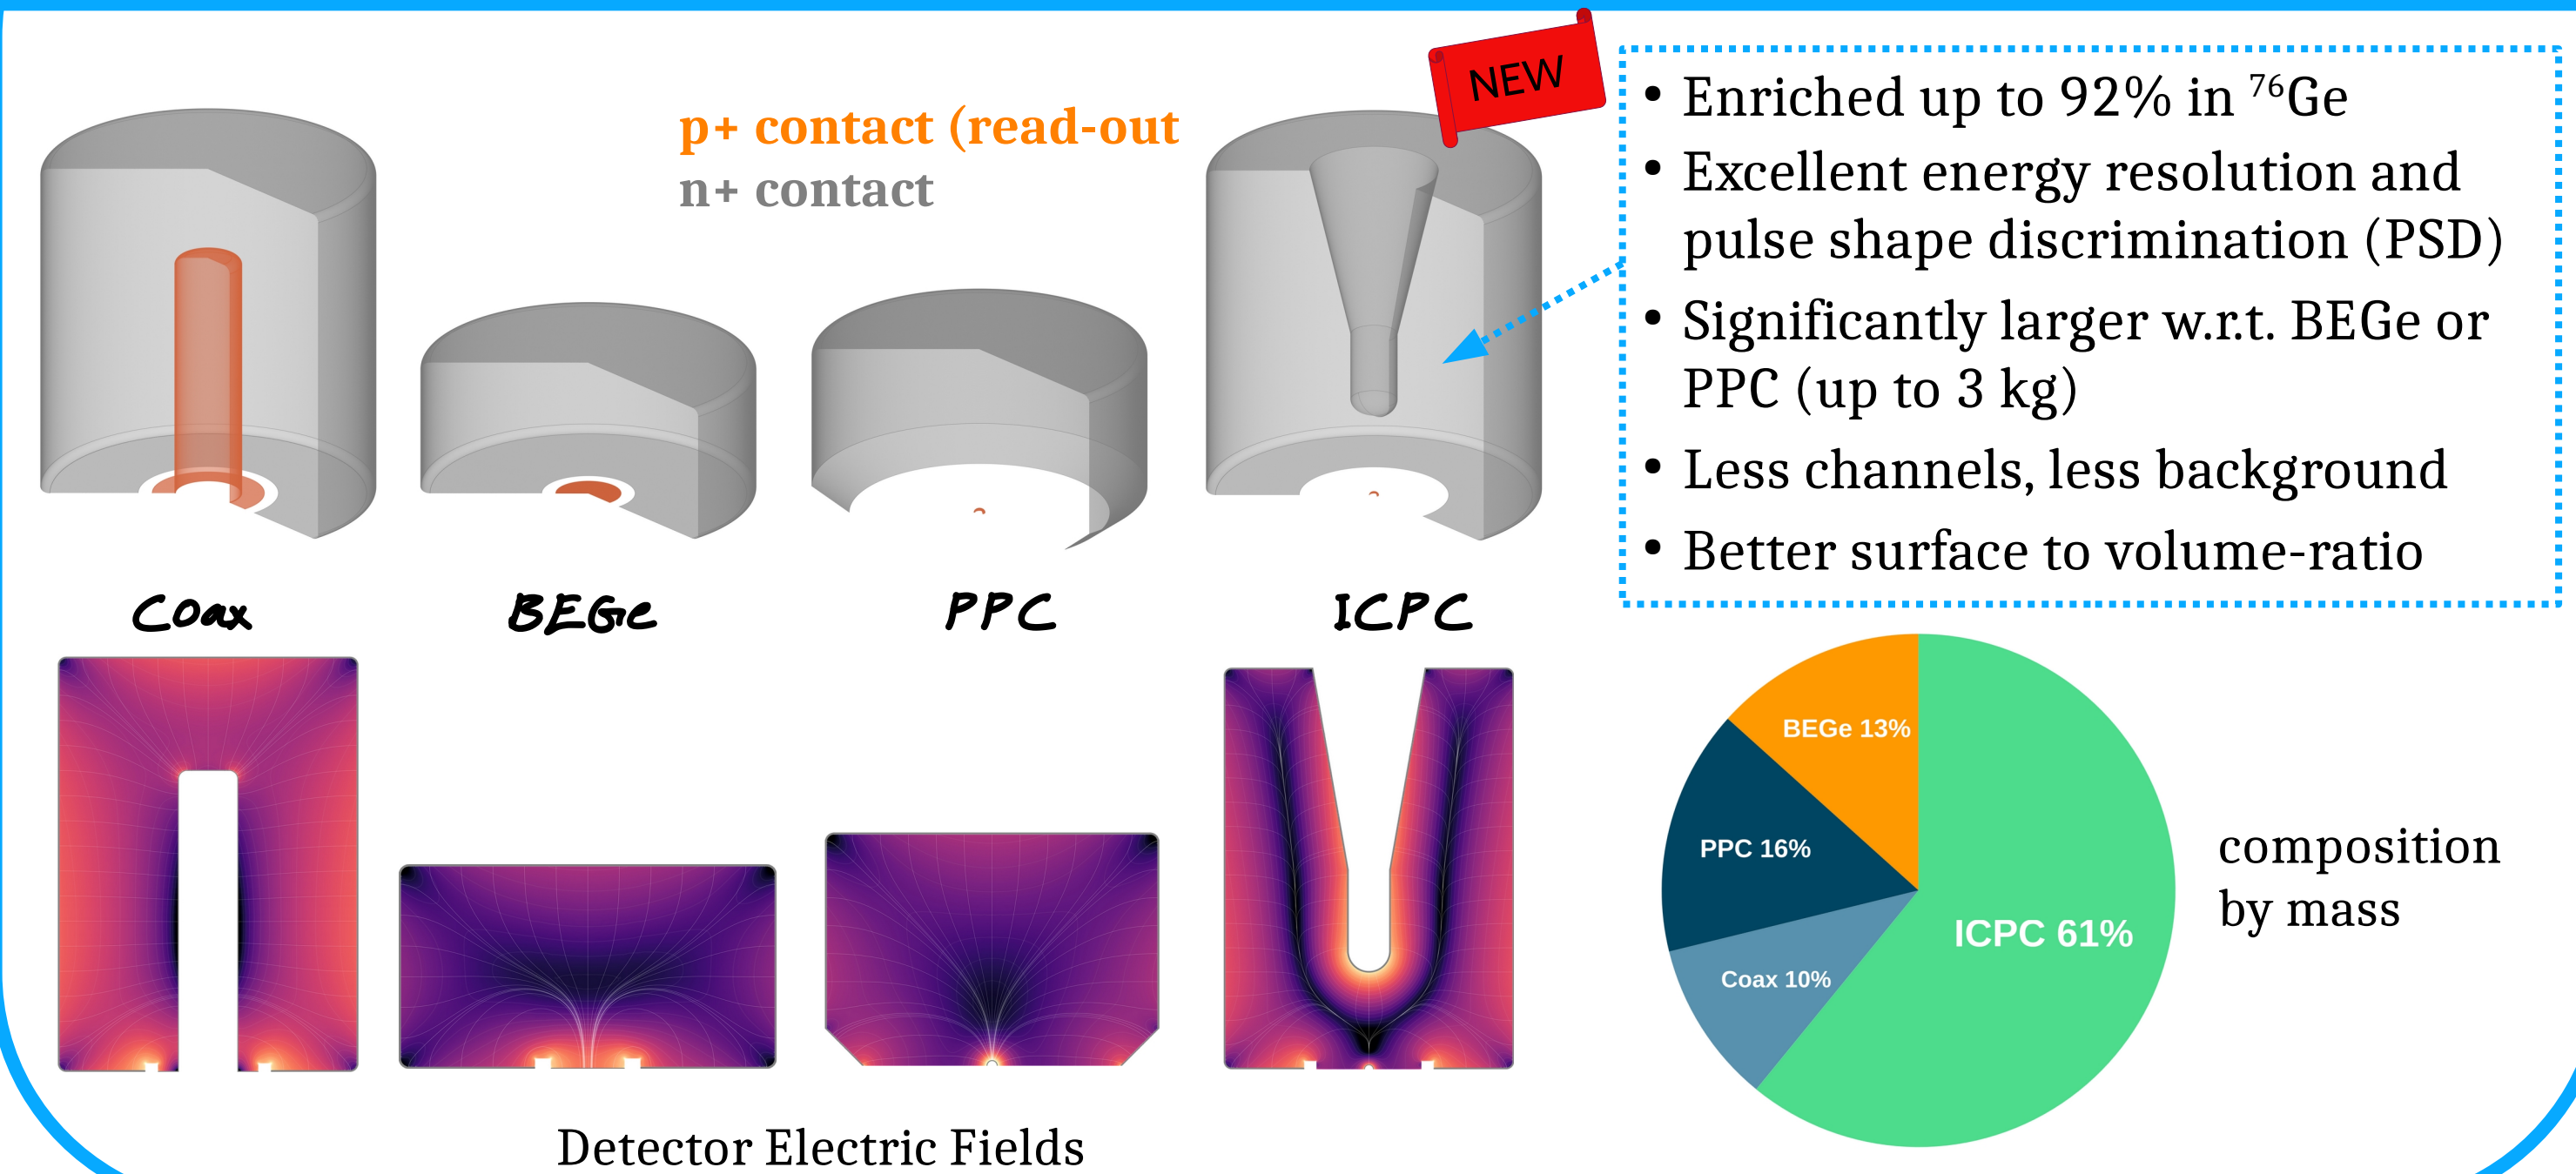 p+ contact (read-out
n+ contact
NEW
Coax
BEGe
PPC
ICPC
• Enriched up to 92% in ⁷⁶Ge
• Excellent energy resolution and
pulse shape discrimination (PSD)
• Significantly larger w.r.t. BEGe or
PPC (up to 3 kg)
• Less channels, less background
• Better surface to volume-ratio
BEGe 13%
PPC 16%
ICPC 61%
Coax 10%
composition
by mass
Detector Electric Fields